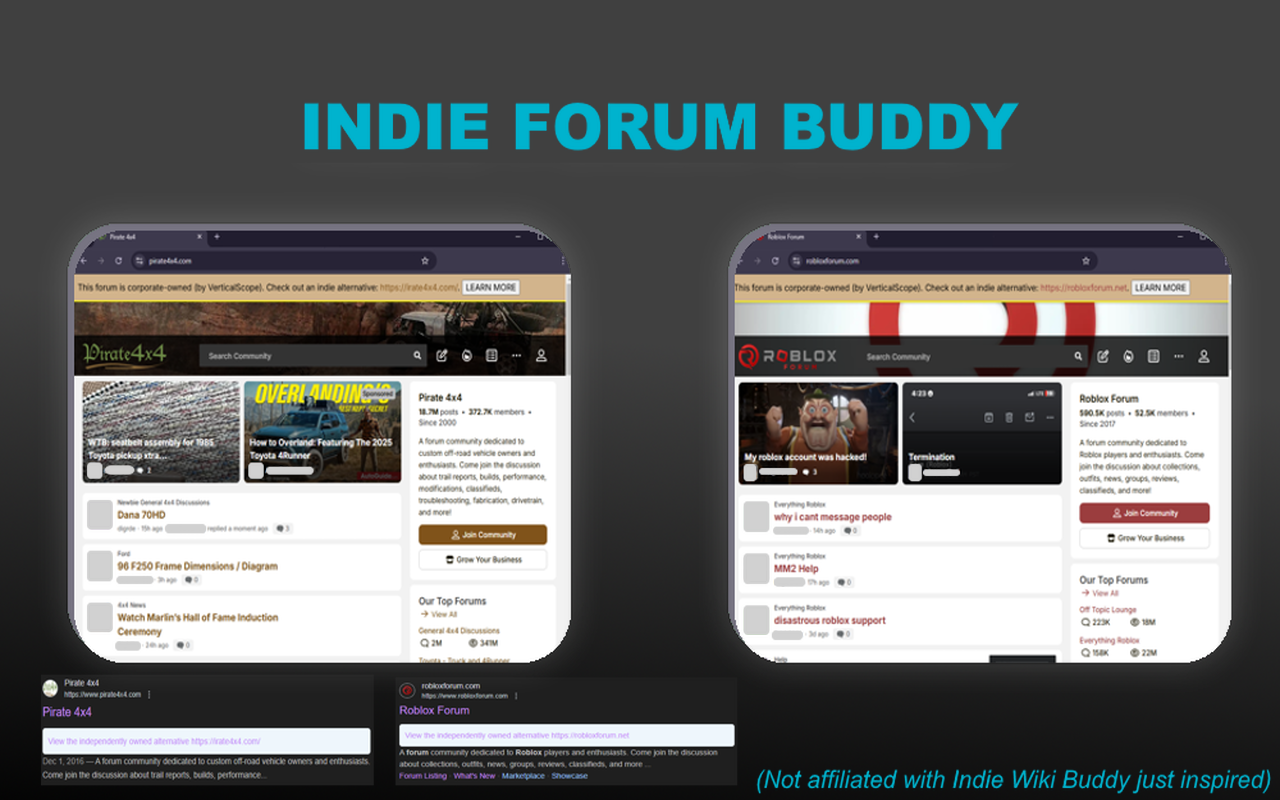 INDIE FORUM BUDDY
Pirate 4x4
pirate4x4.com
This forum is corporate-owned (by VerticalScope). Check out an indie alternative: https://irate4x4.com/. LEARN MORE
Pirate4x4
Search Community
WTB: seatbelt assembly for 1985
Toyota pickup xtra...
2
OVERLANDING'S
Sponsored
How to Overland: Featuring The 2025
Toyota 4Runner
Pirate 4x4
18.7M posts • 372.7K members •
Since 2000
A forum community dedicated to
custom off-road vehicle owners and
enthusiasts. Come join the discussion
about trail reports, builds, performance,
modifications, classifieds,
troubleshooting, fabrication, drivetrain,
and more!
Join Community
Grow Your Business
Newbie General 4x4 Discussions
Dana 70HD
digrde · 15h ago replied a moment ago 3
Ford
96 F250 Frame Dimensions / Diagram
3h ago 0
4x4 News
Watch Marlin's Hall of Fame Induction
Ceremony
24h ago 0
Our Top Forums
→ View All
General 4x4 Discussions
2M 341M
Toyota - Truck and 4Runner
Roblox Forum
robloxforum.com
This forum is corporate-owned (by VerticalScope). Check out an indie alternative: https://robloxforum.net. LEARN MORE
ROBLOX
FORUM
Search Community
My roblox account was hacked!
3
4:23
Termination
Roblox Forum
590.5K posts • 52.5K members •
Since 2017
A forum community dedicated to
Roblox players and enthusiasts. Come
join the discussion about collections,
outfits, news, groups, reviews,
classifieds, and more!
Join Community
Grow Your Business
Everything Roblox
why i cant message people
14h ago 0
Everything Roblox
MM2 Help
17h ago 0
Everything Roblox
disastrous roblox support
3d ago 0
Help
Our Top Forums
→ View All
Off Topic Lounge
223K 18M
Everything Roblox
158K 22M
Pirate 4x4
https://www.pirate4x4.com
Pirate 4x4
View the independently owned alternative https://irate4x4.com/
Dec 1, 2016 — A forum community dedicated to custom off-road vehicle owners and enthusiasts.
Come join the discussion about trail reports, builds, performance...
robloxforum.com
https://www.robloxforum.com
Roblox Forum
View the independently owned alternative https://robloxforum.net
A forum community dedicated to Roblox players and enthusiasts. Come join the discussion
about collections, outfits, news, groups, reviews, classifieds, and more ...
Forum Listing · What's New · Marketplace · Showcase
(Not affiliated with Indie Wiki Buddy just inspired)